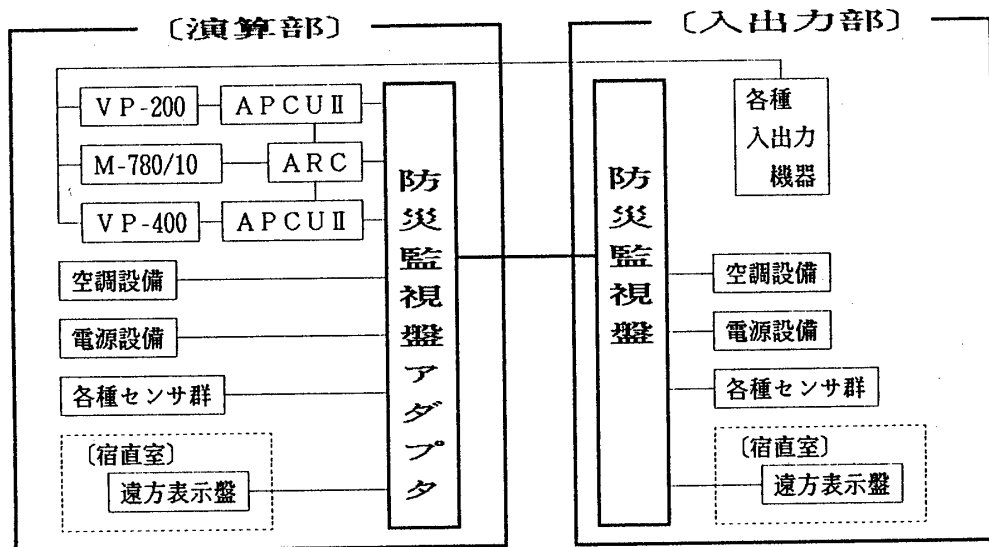 〔演算部〕
VP-200
APCUⅡ
M-780/10
ARC
VP-400
APCUⅡ
空調設備
電源設備
各種センサ群
〔宿直室〕
遠方表示盤
防災監視盤アダプタ
〔入出力部〕
防災監視盤
各種
入出力
機器
空調設備
電源設備
各種センサ群
〔宿直室〕
遠方表示盤